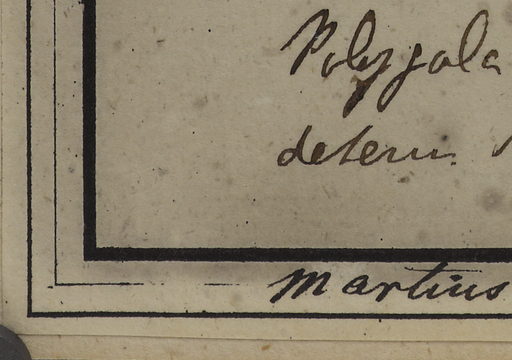 Polygala
determ.
Martius